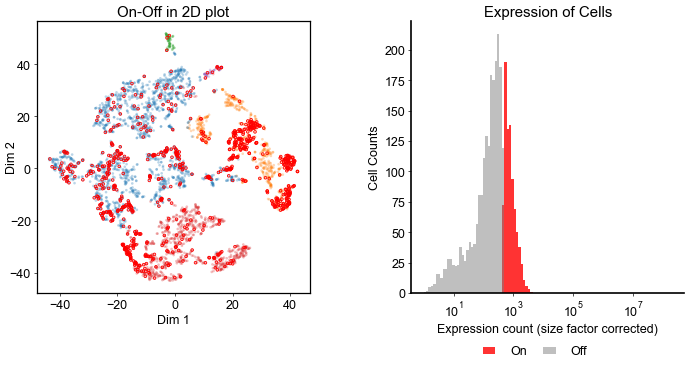 On-Off in 2D plot
40
20
0
−20
−40
Dim 2
−40 −20 0 20 40
Dim 1
Expression of Cells
200
175
150
125
100
75
50
25
0
Cell Counts
10^1 10^3 10^5 10^7
Expression count (size factor corrected)
On Off